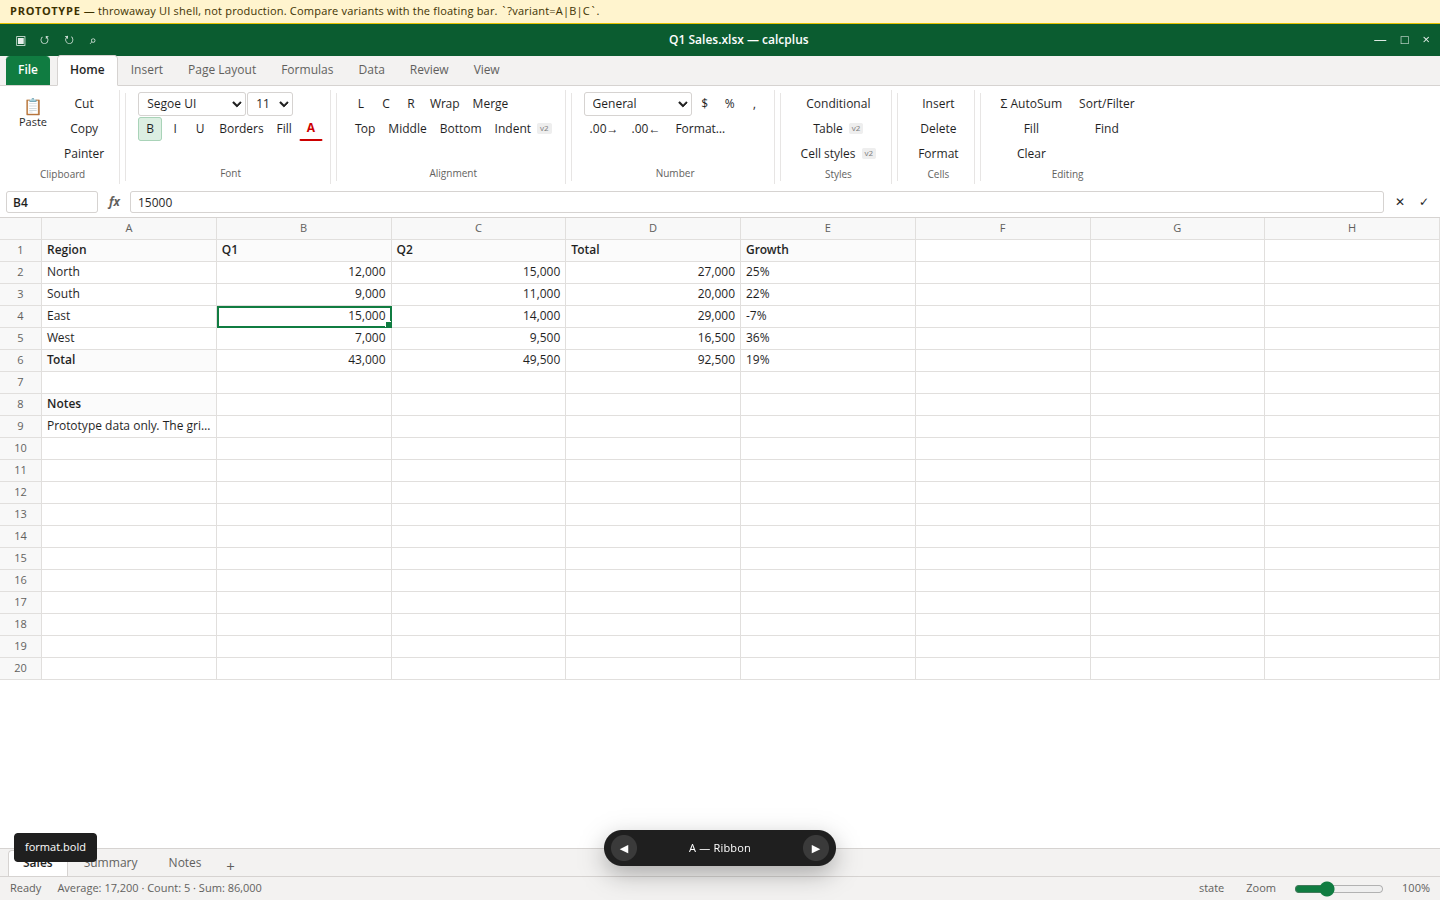 PROTOTYPE — throwaway UI shell, not production. Compare variants with the floating bar. `?variant=A|B|C`.
Q1 Sales.xlsx — calcplus
File Home Insert Page Layout Formulas Data Review View
Paste
Cut
Copy
Painter
Clipboard
Segoe UI 11
B I U Borders Fill A
Font
L C R Wrap Merge
Top Middle Bottom Indent v2
Alignment
General $ % ,
.00→ .00← Format...
Number
Conditional
Table v2
Cell styles v2
Styles
Insert
Delete
Format
Cells
Σ AutoSum Sort/Filter
Fill Find
Clear
Editing
B4 fx 15000 ✕ ✓
A B C D E F G H
1 Region Q1 Q2 Total Growth
2 North 12,000 15,000 27,000 25%
3 South 9,000 11,000 20,000 22%
4 East 15,000 14,000 29,000 -7%
5 West 7,000 9,500 16,500 36%
6 Total 43,000 49,500 92,500 19%
7
8 Notes
9 Prototype data only. The gri...
10
11
12
13
14
15
16
17
18
19
20
format.bold
◀ A — Ribbon ▶
Sales Summary Notes +
Ready Average: 17,200 · Count: 5 · Sum: 86,000 state Zoom 100%